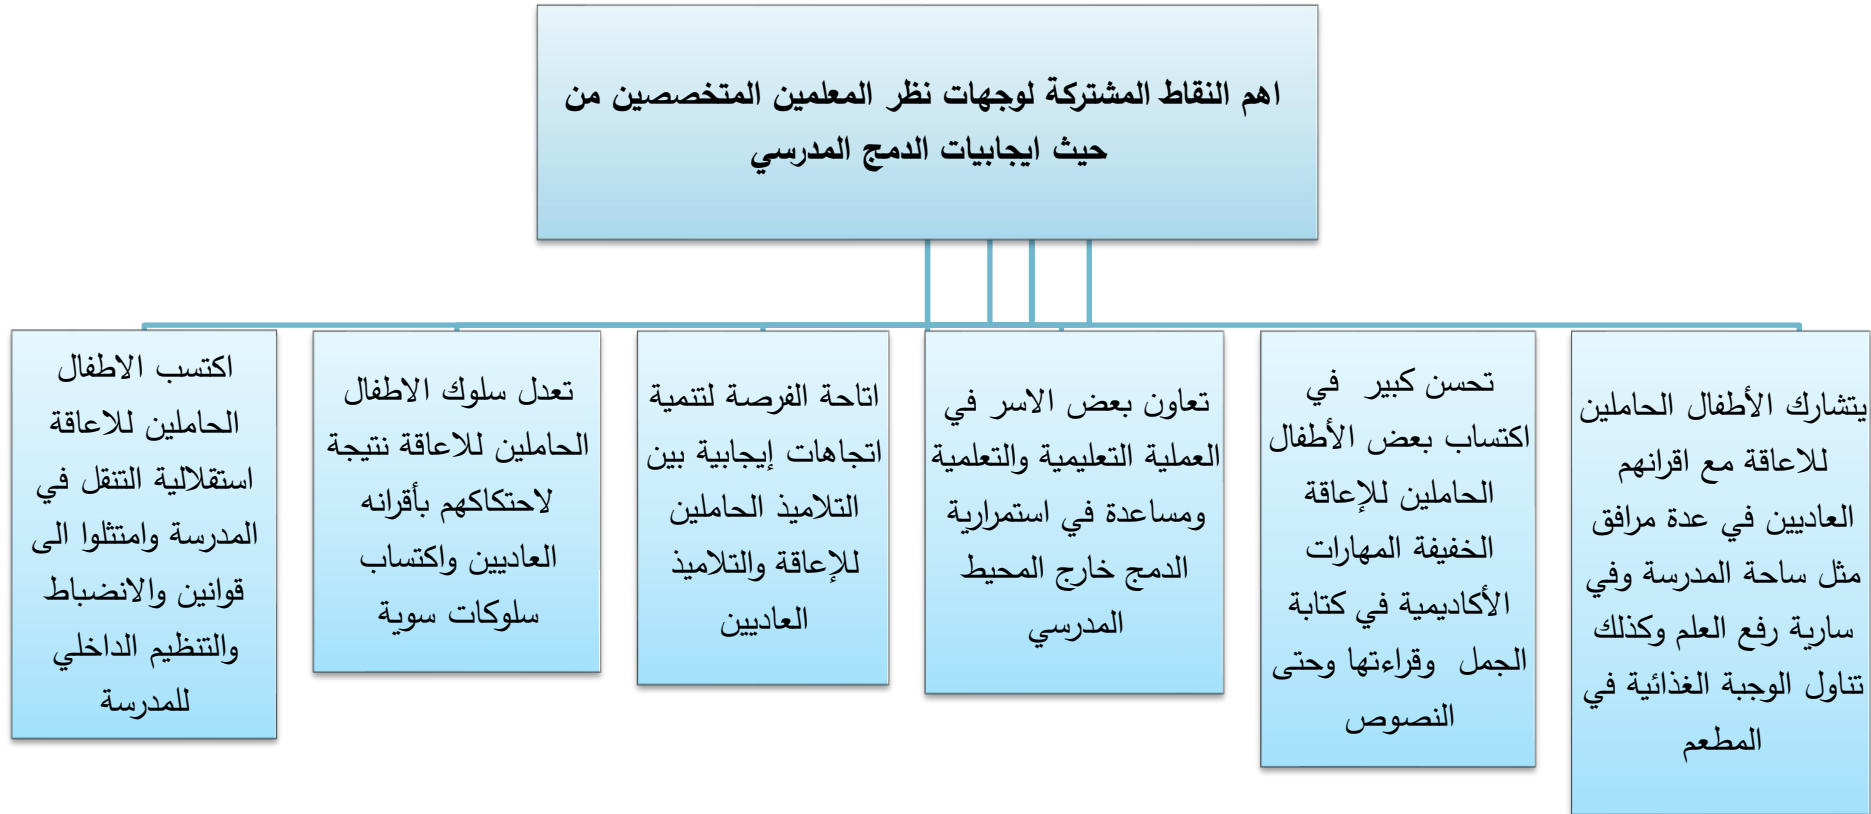 اهم النقاط المشتركة لوجهات نظر المعلمين المتخصصين من
حيث ايجابيات الدمج المدرسي
يتشارك الأطفال الحاملين
للاعاقة مع اقرانهم
العاديين في عدة مرافق
مثل ساحة المدرسة وفي
سارية رفع العلم وكذلك
تناول الوجبة الغذائية في
المطعم
تحسن كبير في
اكتساب بعض الأطفال
الحاملين للإعاقة
الخفيفة المهارات
الأكاديمية في كتابة
الجمل وقراءتها وحتى
النصوص
تعاون بعض الاسر في
العملية التعليمية والتعلمية
ومساعدة في استمرارية
الدمج خارج المحيط
المدرسي
اتاحة الفرصة لتنمية
اتجاهات إيجابية بين
التلاميذ الحاملين
للإعاقة والتلاميذ
العاديين
تعدل سلوك الاطفال
الحاملين للاعاقة نتيجة
لاحتكاكهم بأقرانه
العاديين واكتساب
سلوكات سوية
اكتسب الاطفال
الحاملين للاعاقة
استقلالية التنقل في
المدرسة وامتثلوا الى
قوانين والانضباط
والتنظيم الداخلي
للمدرسة